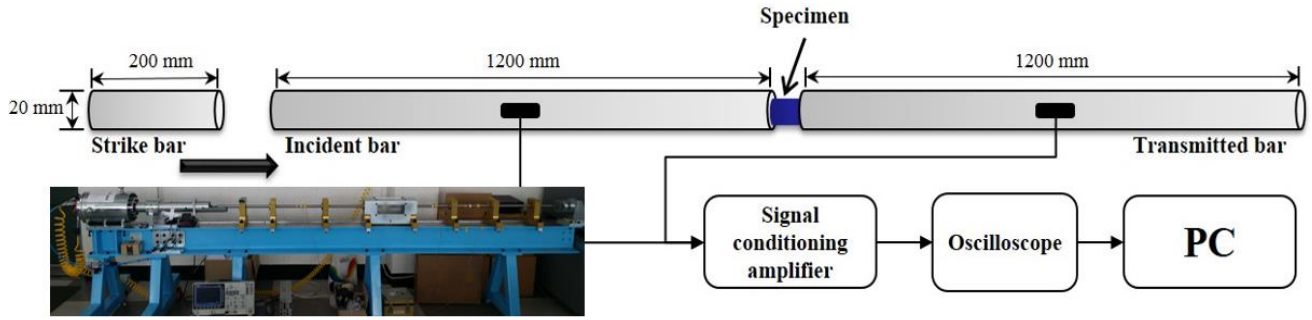 Specimen
200 mm
1200 mm
1200 mm
20 mm
Strike bar
Incident bar
Transmitted bar
Signal
conditioning
amplifier
Oscilloscope
PC